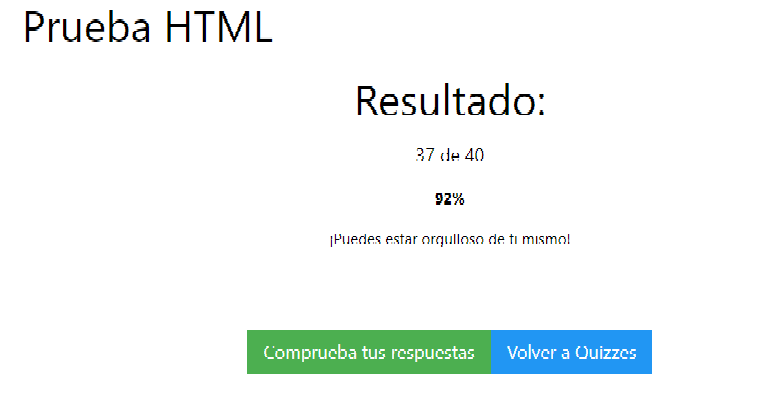 Prueba HTML
Resultado:
37 de 40
92%
¡Puedes estar orgulloso de ti mismo!
Comprueba tus respuestas
Volver a Quizzes